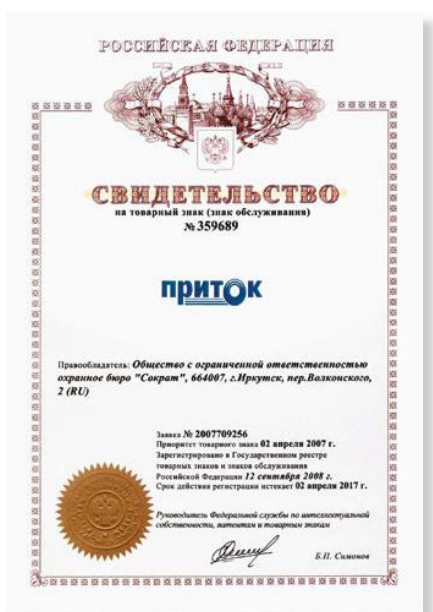 РОССИЙСКАЯ ФЕДЕРАЦИЯ
СВИДЕТЕЛЬСТВО
на товарный знак (знак обслуживания)
№ 359689
приток
Правообладатель: Общество с ограниченной ответственностью
охранное бюро "Сократ", 664007, г.Иркутск, пер.Волконского,
2 (RU)
Заявка № 2007709256
Приоритет товарного знака 02 апреля 2007 г.
Зарегистрировано в Государственном реестре
товарных знаков и знаков обслуживания
Российской Федерации 12 сентября 2008 г.
Срок действия регистрации истекает 02 апреля 2017 г.
Руководитель Федеральной службы по интеллектуальной
собственности, патентам и товарным знакам
Б.П. Симонов